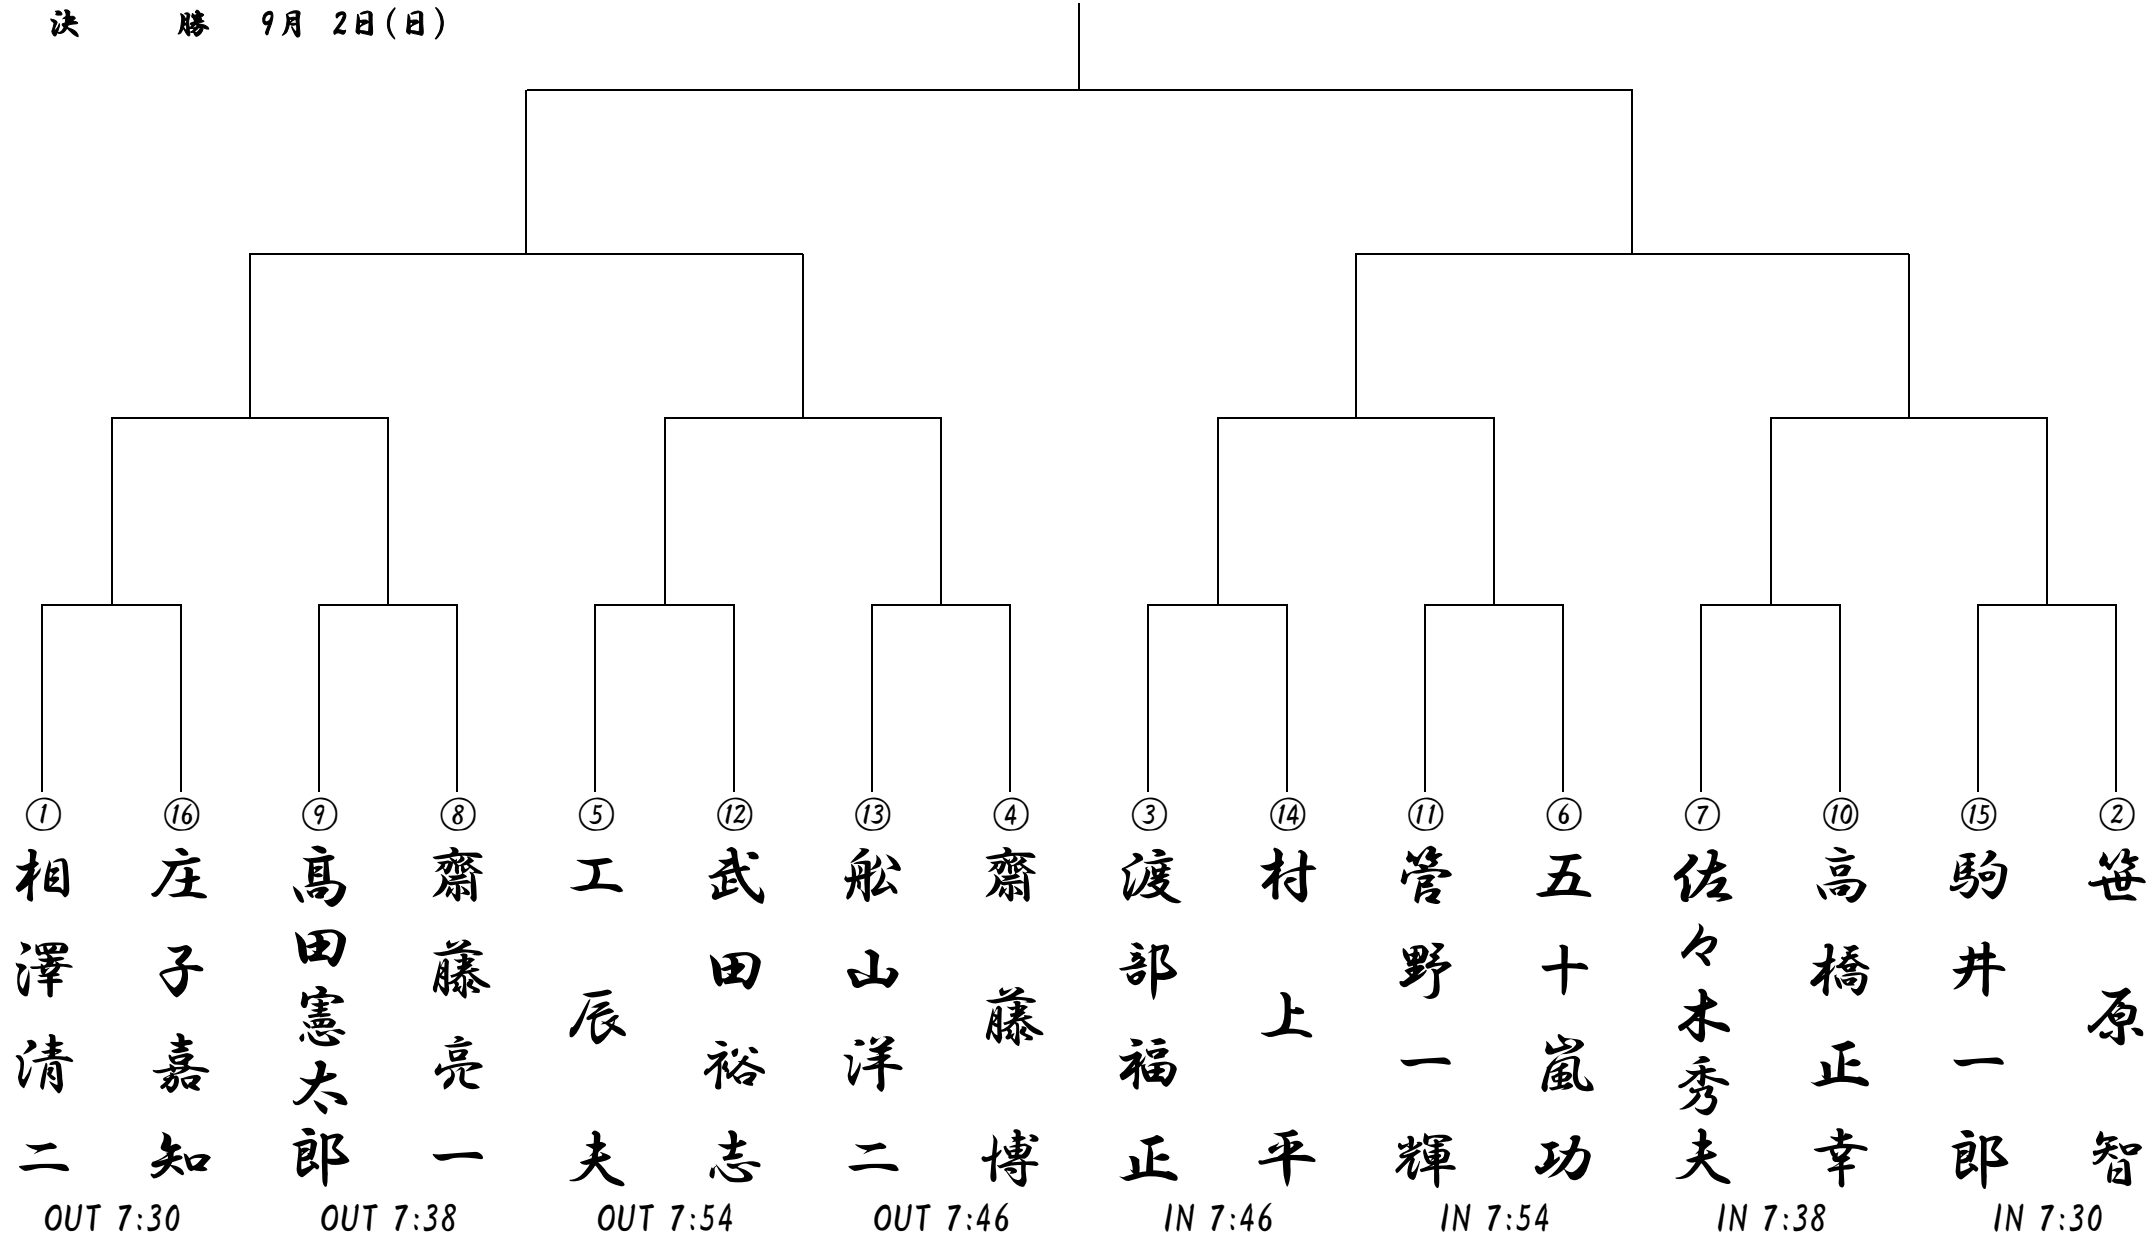 決　勝　9月 2日(日)
① 相澤清二
⑯ 庄子嘉知
⑨ 髙田憲太郎
⑧ 齋藤亮一
⑤ 工辰夫
⑫ 武田裕志
⑬ 舩山洋二
④ 齋藤博
③ 渡部福正
⑭ 村上平
⑪ 管野一輝
⑥ 五十嵐功
⑦ 佐々木秀夫
⑩ 高橋正幸
⑮ 駒井一郎
② 笹原智
OUT 7:30
OUT 7:38
OUT 7:54
OUT 7:46
IN 7:46
IN 7:54
IN 7:38
IN 7:30